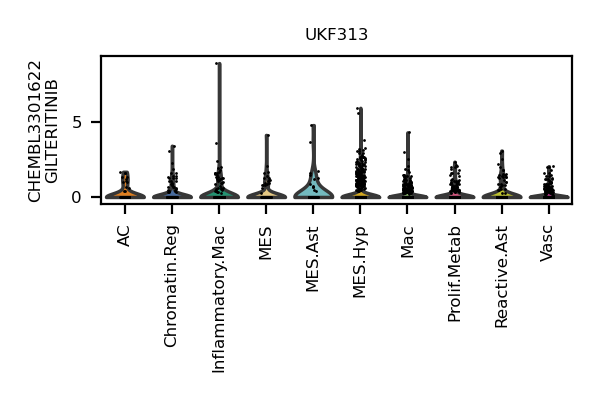 UKF313
CHEMBL3301622
GILTERITINIB
5
0
AC
Chromatin.Reg
Inflammatory.Mac
MES
MES.Ast
MES.Hyp
Mac
Prolif.Metab
Reactive.Ast
Vasc